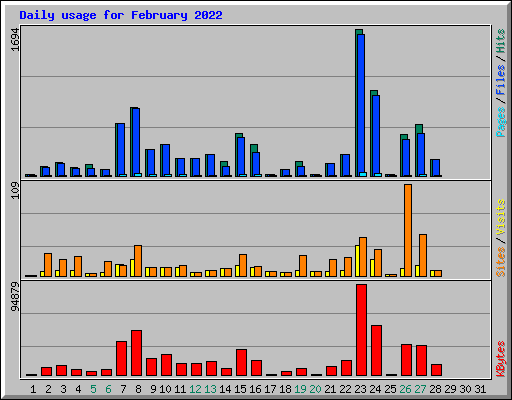 Daily usage for February 2022
1694
109
94879
Pages / Files / Hits
Sites / Visits
KBytes
1 2 3 4 5 6 7 8 9 10 11 12 13 14 15 16 17 18 19 20 21 22 23 24 25 26 27 28 29 30 31